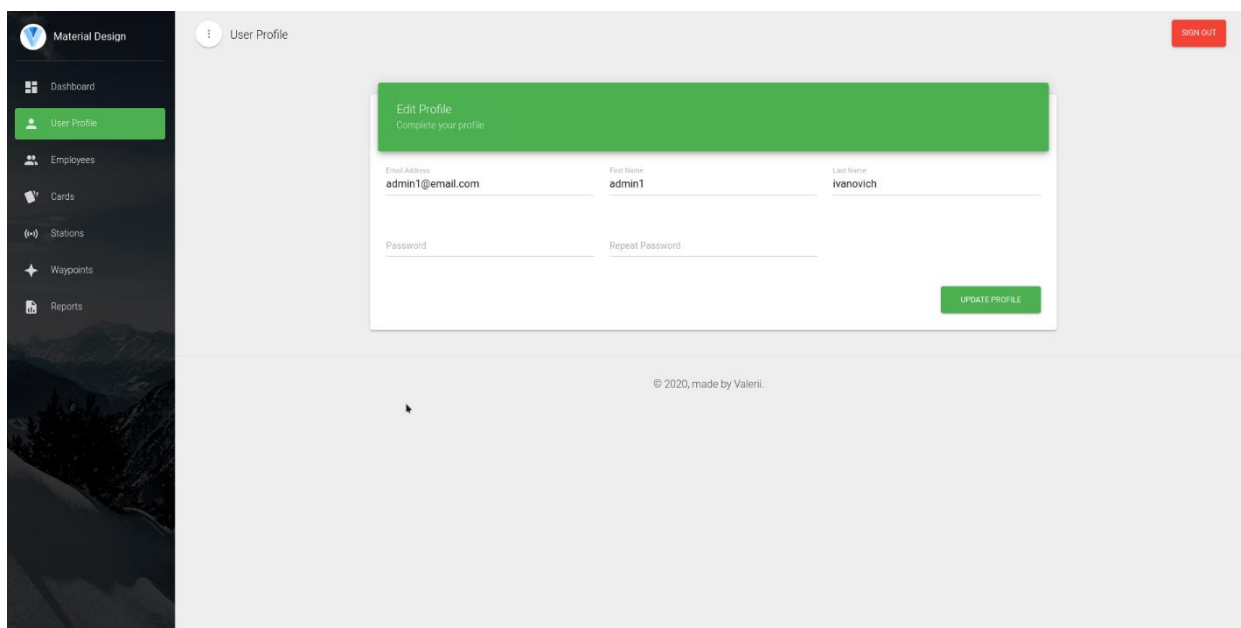 Material Design
Dashboard
User Profile
Employees
Cards
Stations
Waypoints
Reports
User Profile
SIGN OUT
Edit Profile
Complete your profile
Email Address First Name Last Name
admin1@email.com admin1 ivanovich
Password Repeat Password
UPDATE PROFILE
© 2020, made by Valerii.